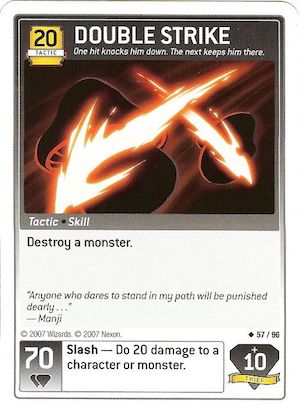 20
TACTIC
DOUBLE STRIKE
One hit knocks him down. The next keeps him there.
Tactic • Skill
Destroy a monster.
"Anyone who dares to stand in my path will be punished
dearly . . ."
— Manji
© 2007 Wizards. © 2007 Nexon.
◆ 57 / 96
70
Slash — Do 20 damage to a
character or monster.
+
10
THIEF